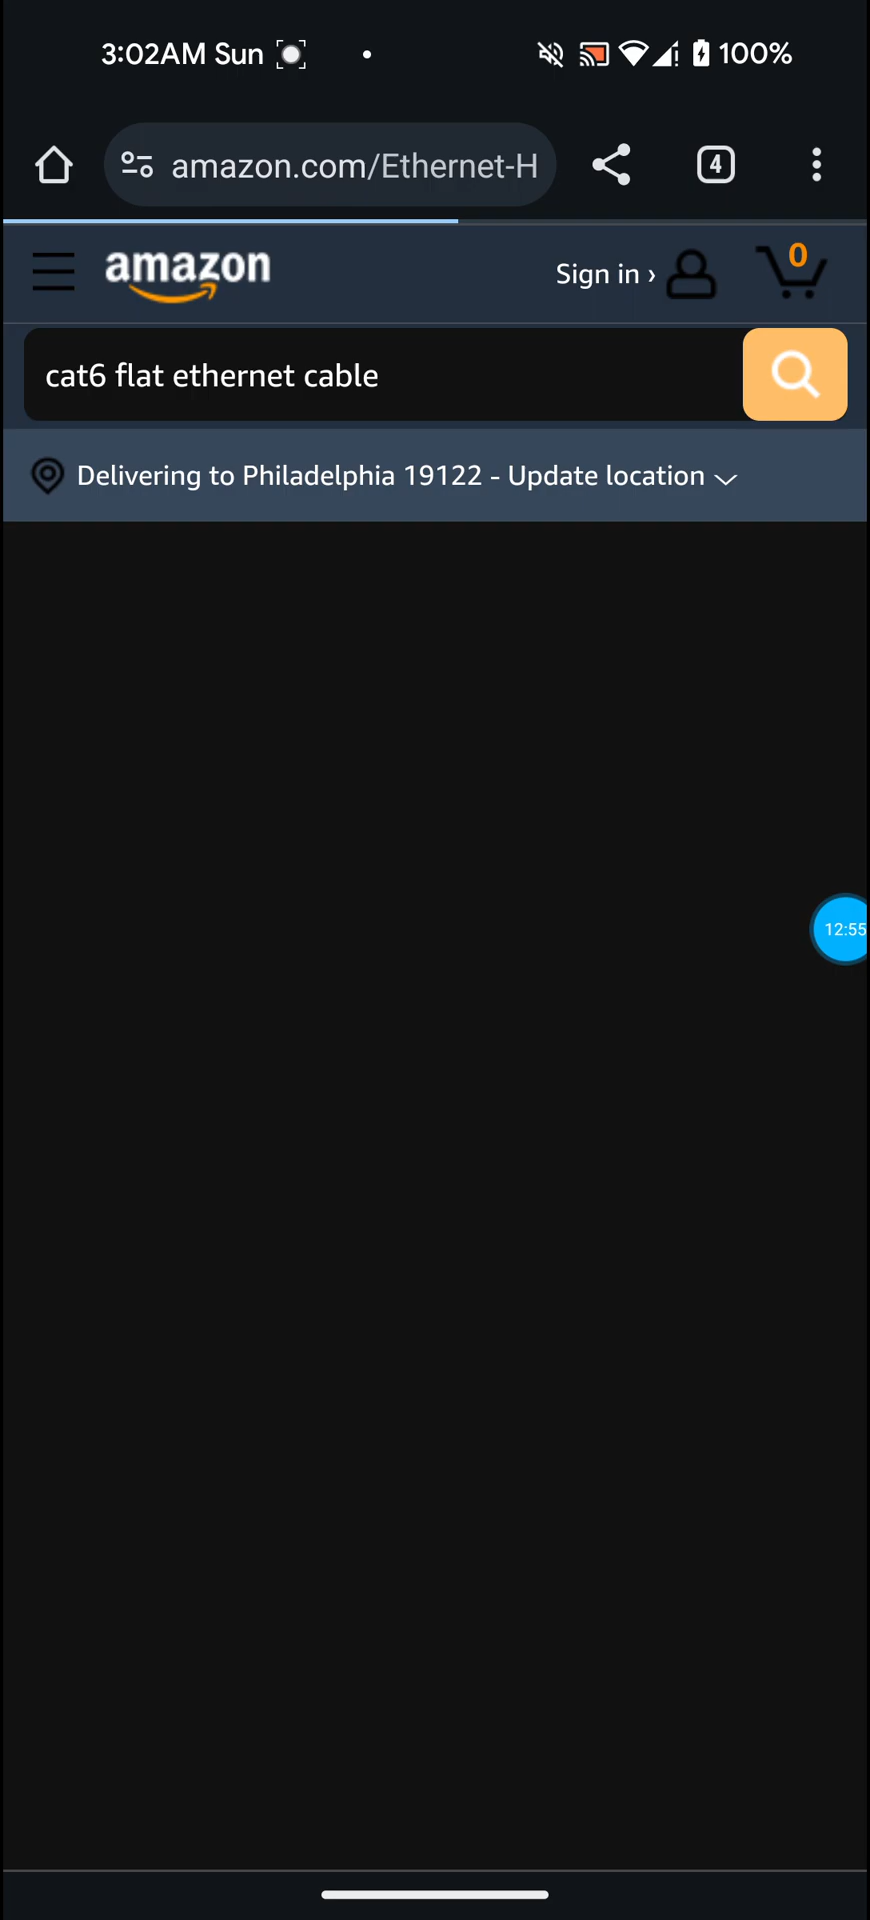 3:02AM Sun
100%
amazon.com/Ethernet-H
4
amazon
Sign in ›
0
cat6 flat ethernet cable
Delivering to Philadelphia 19122 - Update location
12:55